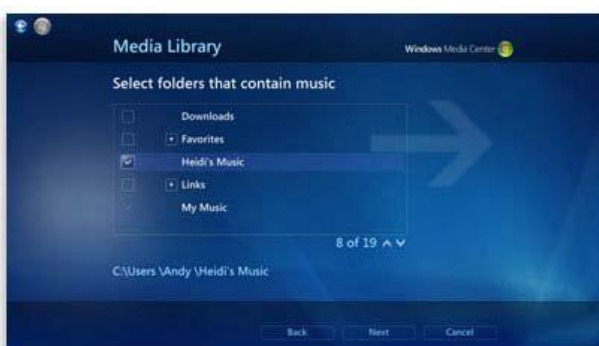 Media Library
Windows Media Center
Select folders that contain music
Downloads
Favorites
Heidi's Music
Links
My Music
8 of 19
C:\Users \Andy \Heidi's Music
Back Next Cancel